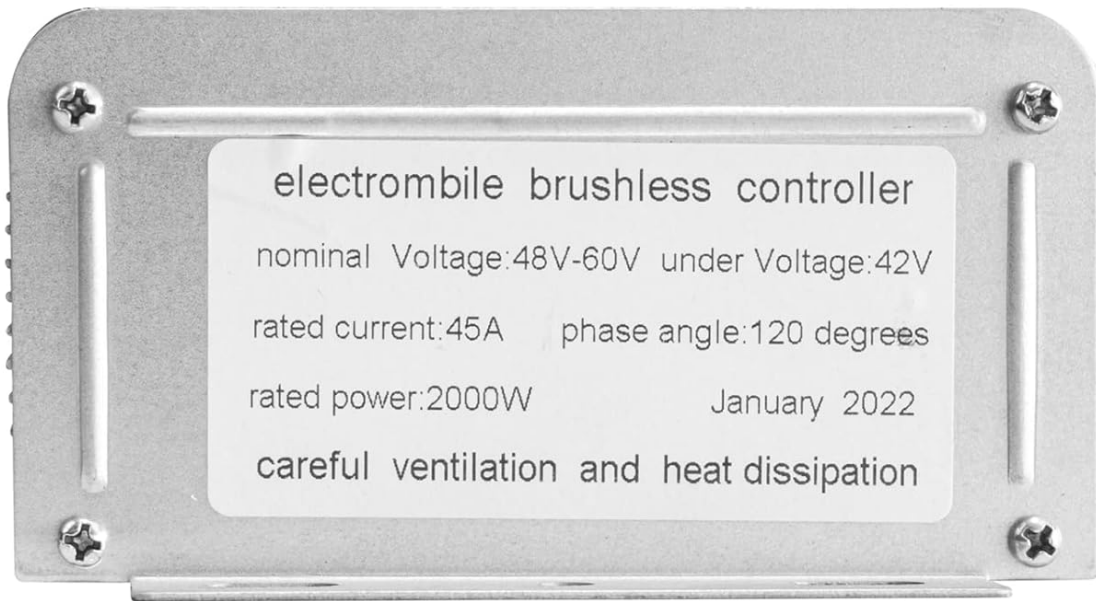 electrombile brushless controller
nominal Voltage:48V-60V under Voltage:42V
rated current:45A phase angle:120 degrees
rated power:2000W January 2022
careful ventilation and heat dissipation